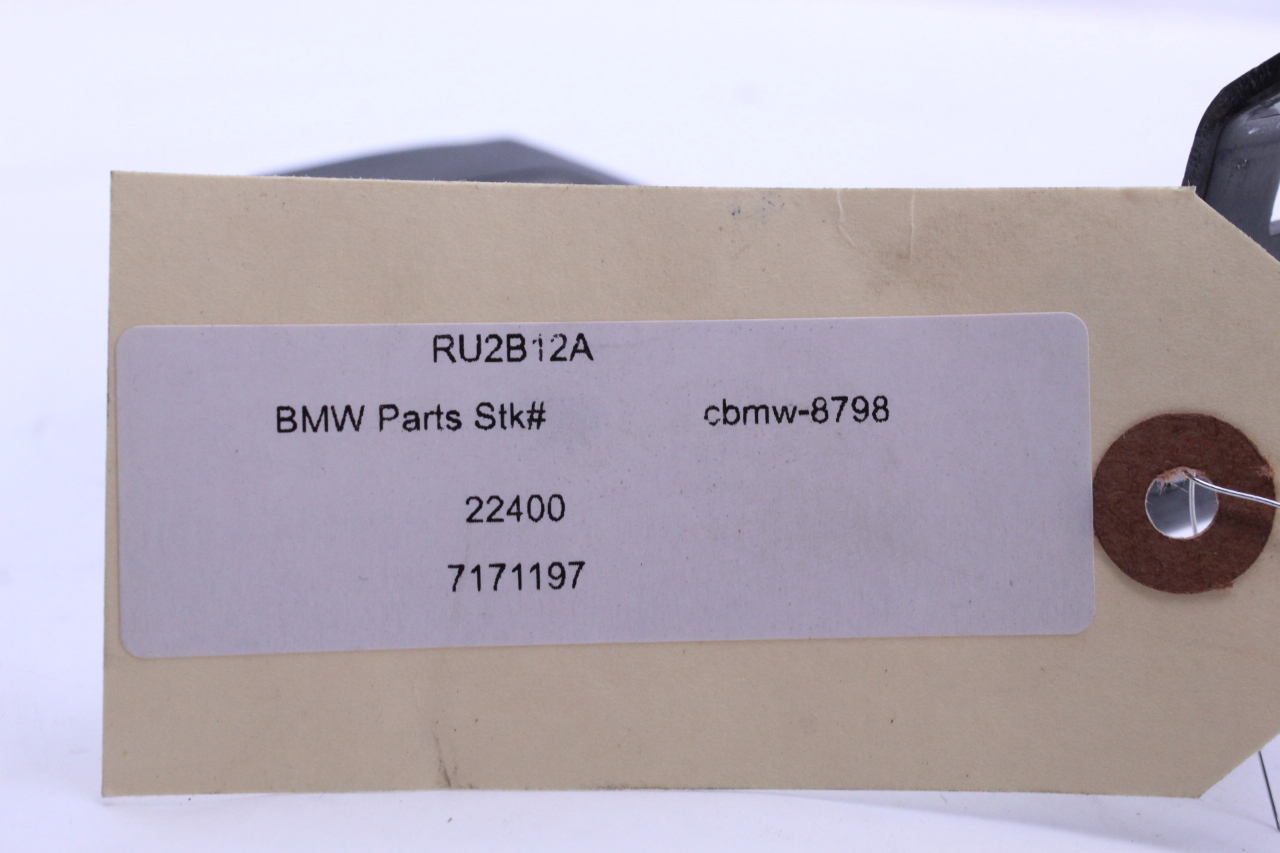 RU2B12A
BMW Parts Stk# cbmw-8798
22400
7171197